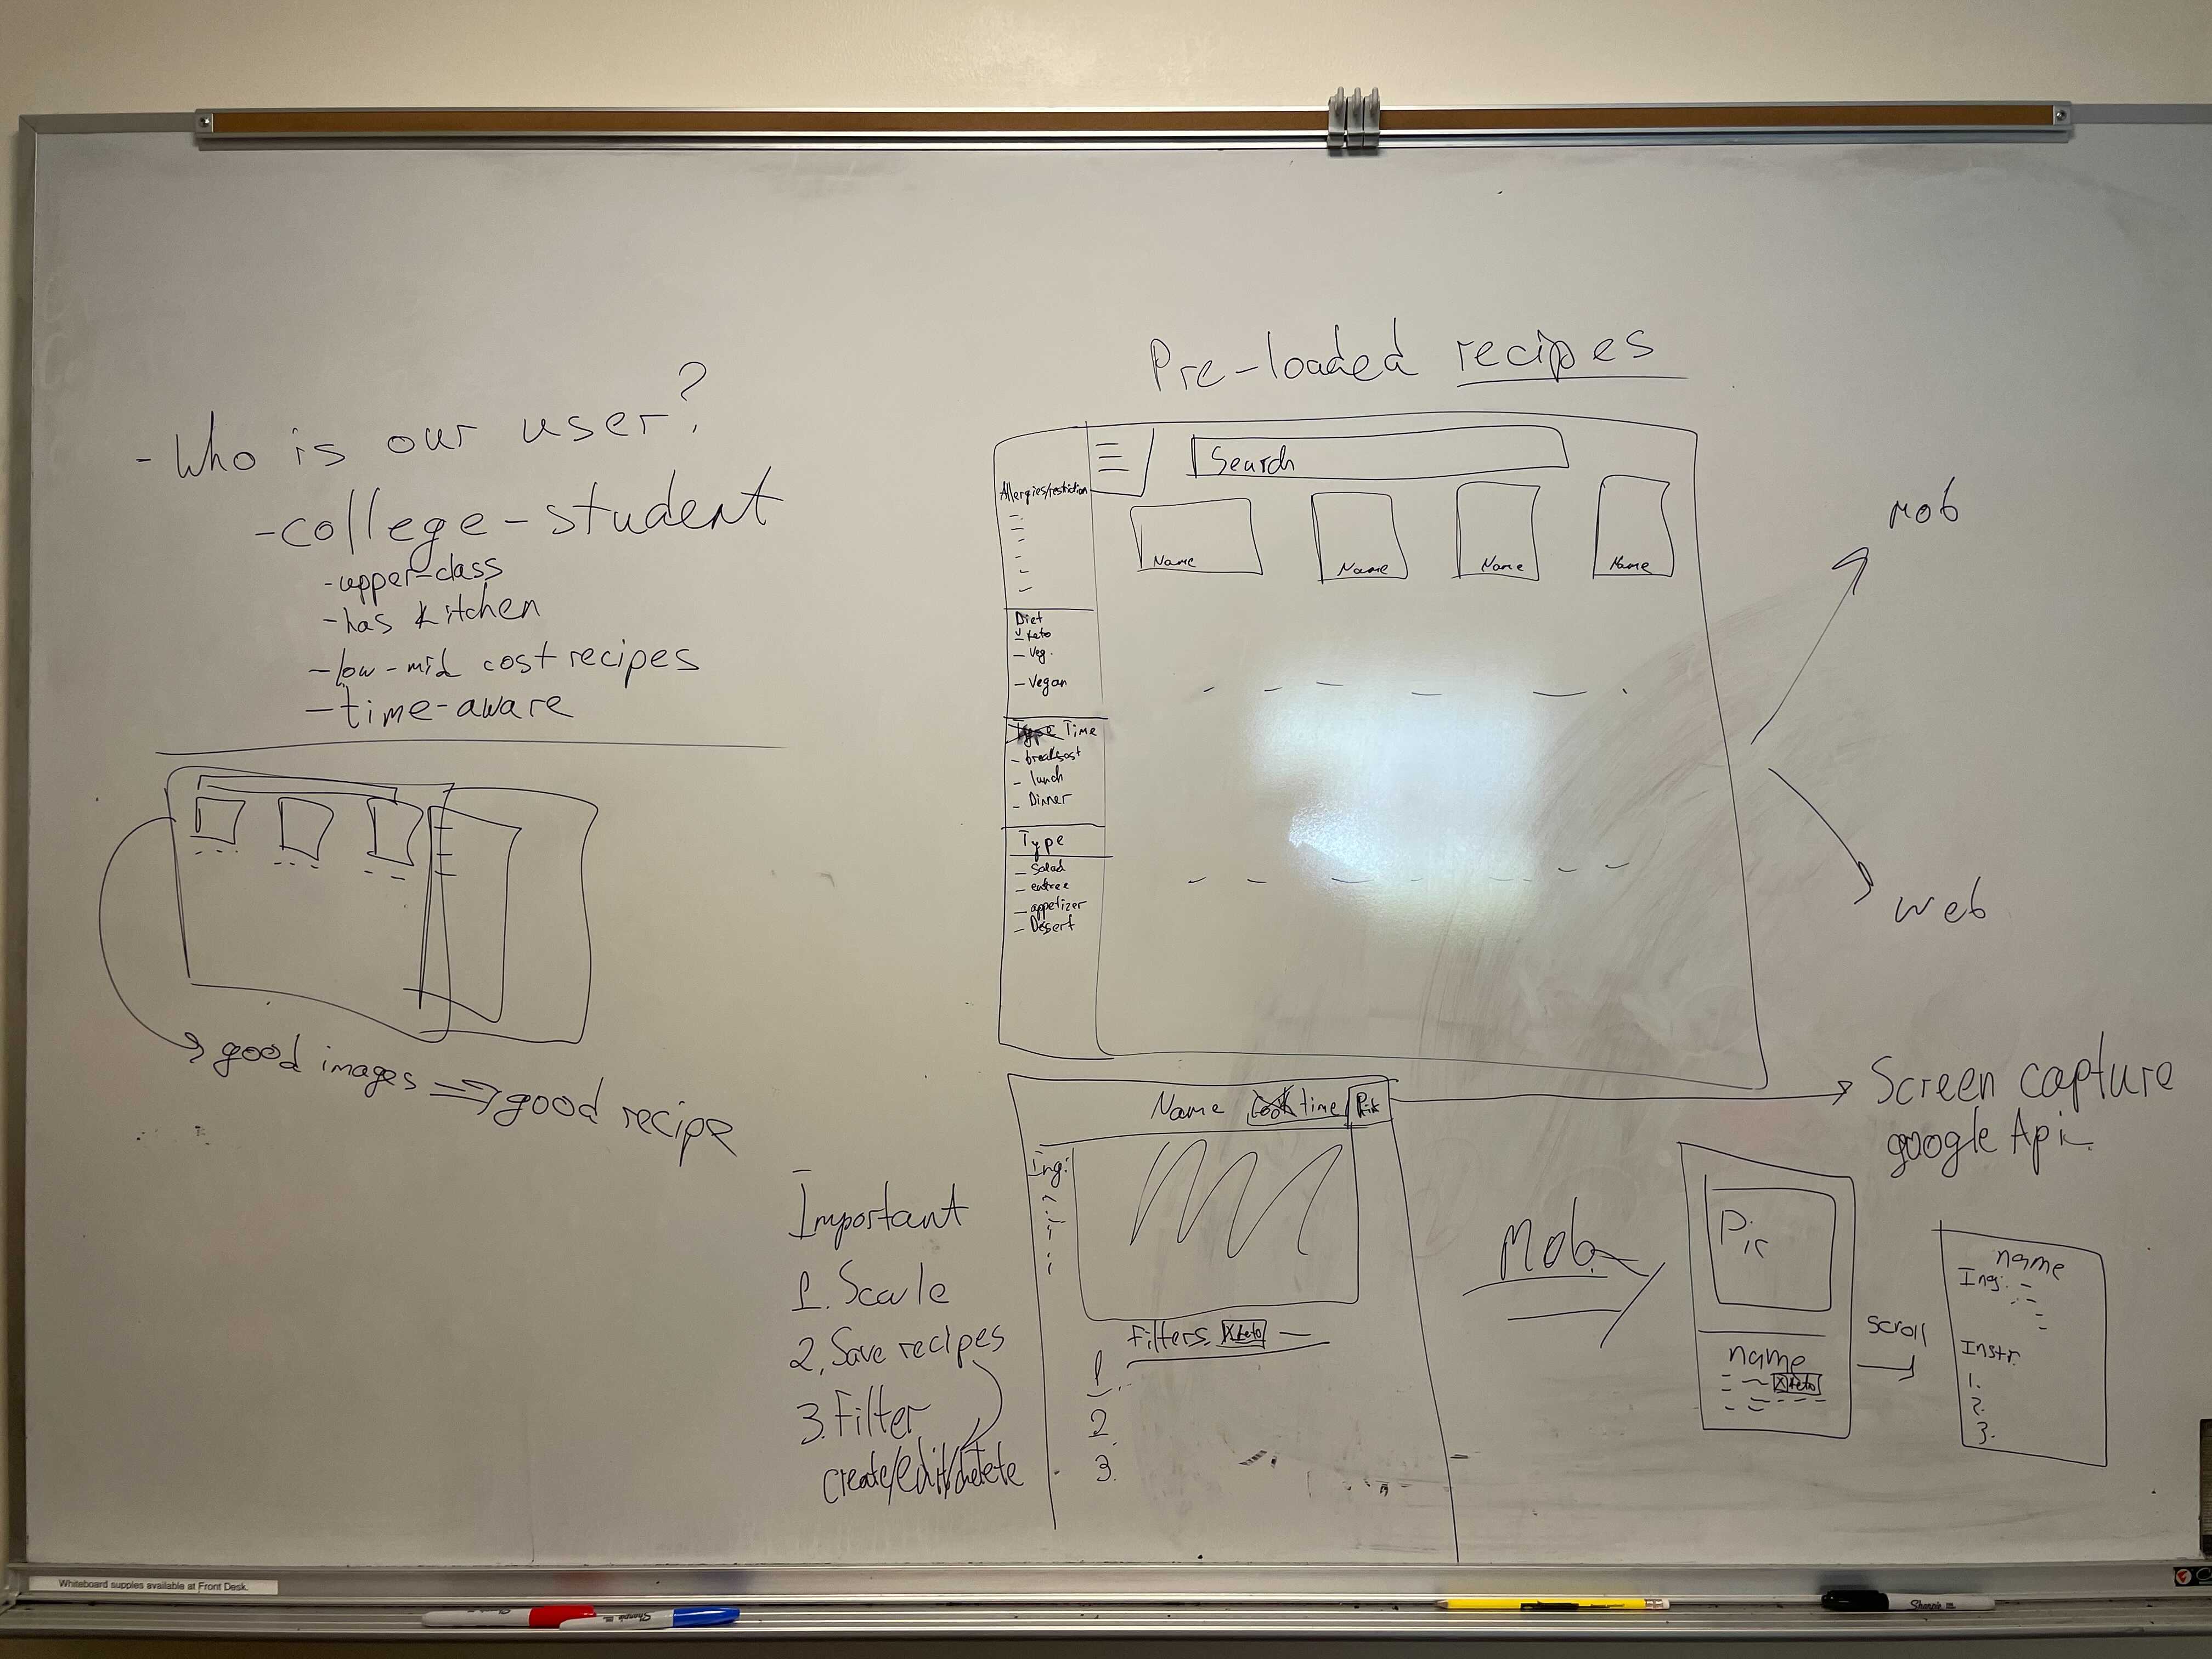 - Who is our user?
- college-student
- upper-class
- has kitchen
- low-mid cost recipes
- time-aware
good images ⇒ good recipe
Pre-loaded recipes
Search
Allergies/restriction
Name
Name
Name
Name
Diet
keto
- Veg.
- Vegan
Time
- breakfast
- lunch
- Dinner
Type
- Salad
- entree
- appetizer
- Dessert
Mob
Web
Important
1. Scale
2. Save recipes
3. Filter
create/edit/delete
Name time
Ing:
Filters: Keto
1.
2
3.
Screen capture
google Api
Mob.
Pic
name
Keto
scroll
name
Ing:
Instr.
1.
2.
3.
Whiteboard supplies available at Front Desk.
Sharpie
Sharpie
Sharpie